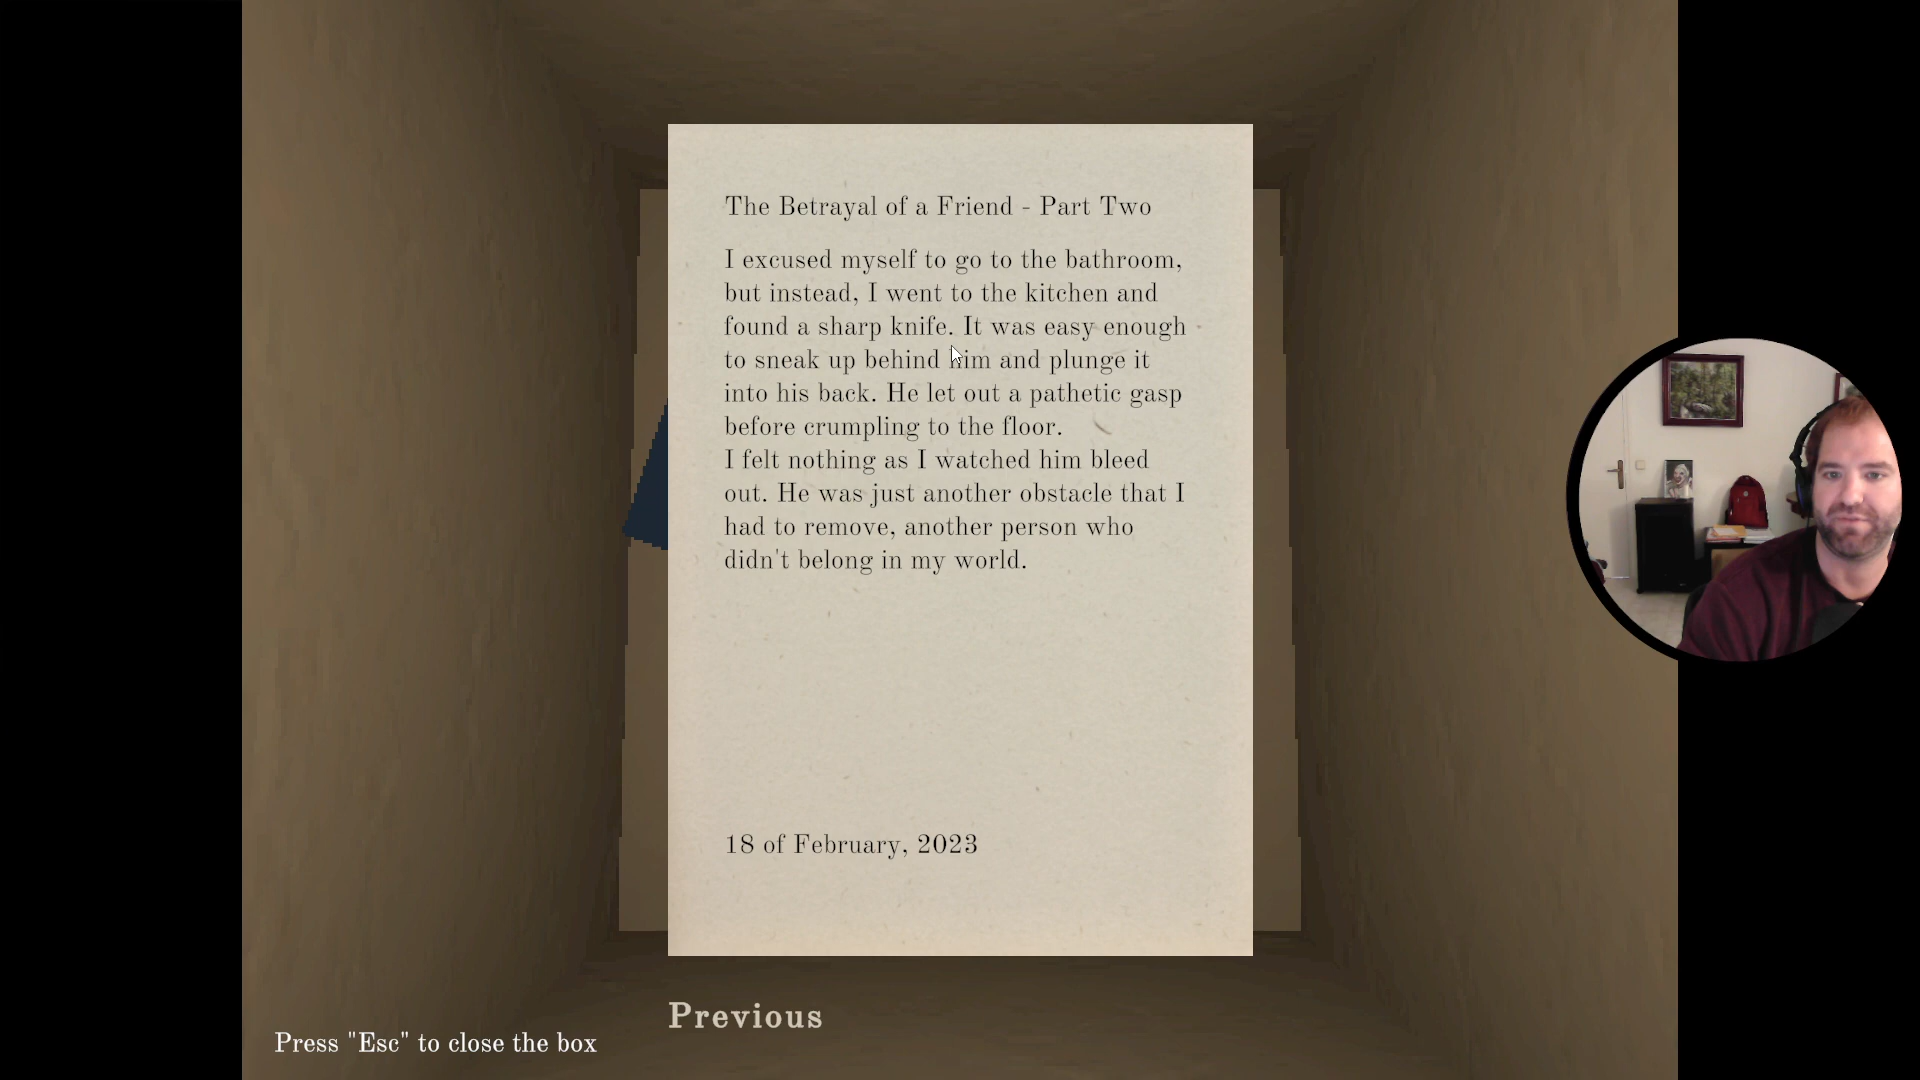 The Betrayal of a Friend - Part Two
I excused myself to go to the bathroom,
but instead, I went to the kitchen and
found a sharp knife. It was easy enough
to sneak up behind him and plunge it
into his back. He let out a pathetic gasp
before crumpling to the floor.
I felt nothing as I watched him bleed
out. He was just another obstacle that I
had to remove, another person who
didn't belong in my world.
18 of February, 2023
Previous
Press "Esc" to close the box